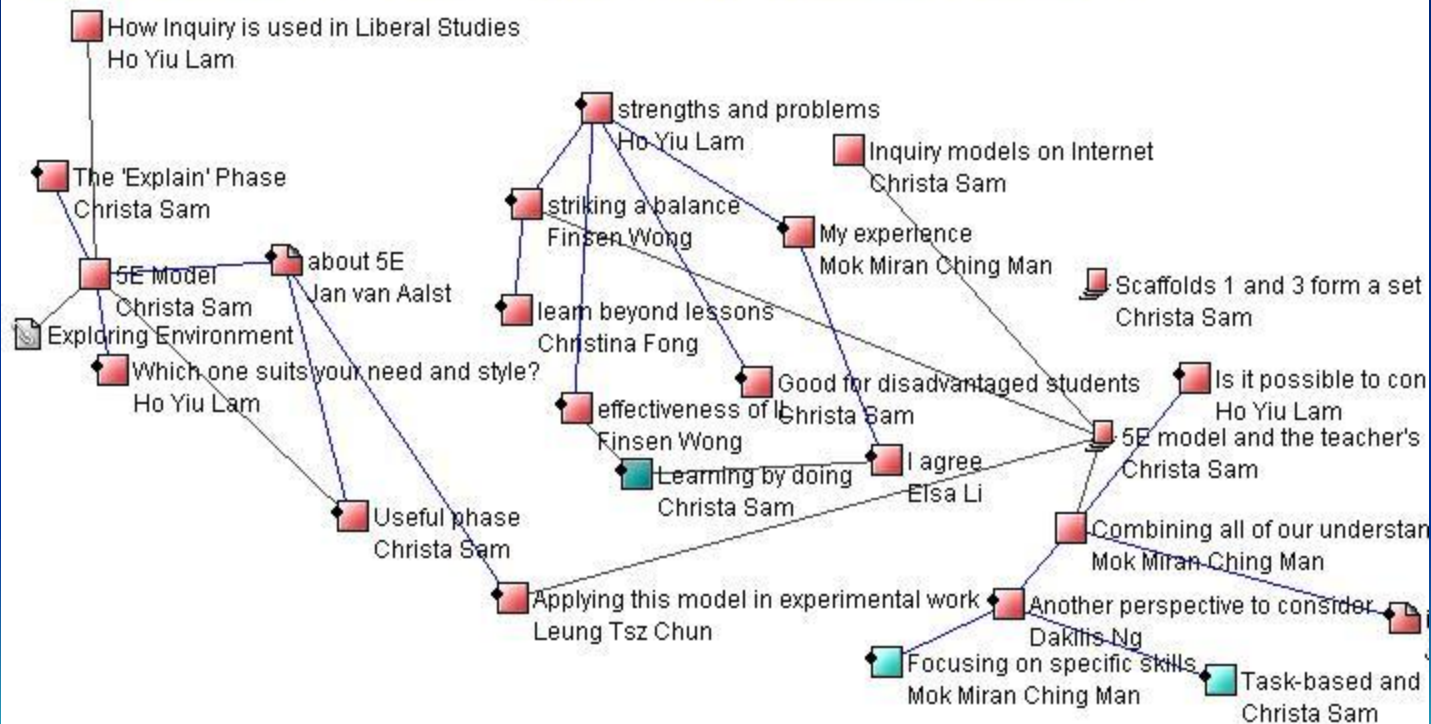 How Inquiry is used in Liberal Studies
Ho Yiu Lam
strengths and problems
Ho Yiu Lam
Inquiry models on Internet
Christa Sam
The 'Explain' Phase
Christa Sam
striking a balance
Finsen Wong
My experience
Mok Miran Ching Man
5E Model
Christa Sam
about 5E
Jan van Aalst
Scaffolds 1 and 3 form a set
Christa Sam
learn beyond lessons
Christina Fong
Exploring Environment
Which one suits your need and style?
Ho Yiu Lam
Good for disadvantaged students
Christa Sam
Is it possible to con
Ho Yiu Lam
effectiveness of IL
Finsen Wong
5E model and the teacher's
Christa Sam
I agree
Elsa Li
Learning by doing
Christa Sam
Useful phase
Christa Sam
Combining all of our understan
Mok Miran Ching Man
Applying this model in experimental work
Leung Tsz Chun
Another perspective to consider
Dakllis Ng
Focusing on specific skills
Mok Miran Ching Man
Task-based and
Christa Sam